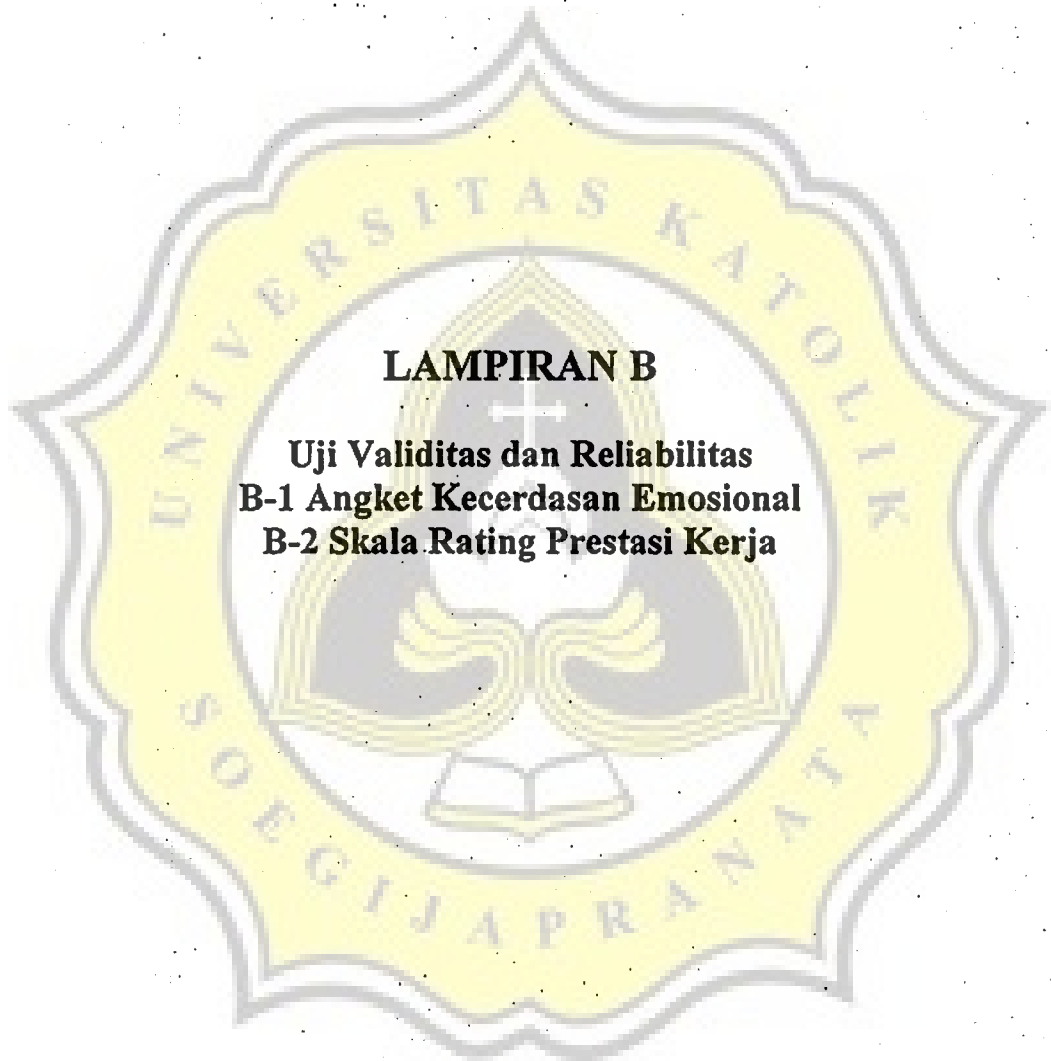 UNIVERSITAS KATOLIK
LAMPIRAN B
Uji Validitas dan Reliabilitas
B-1 Angket Kecerdasan Emosional
B-2 Skala Rating Prestasi Kerja
SOEGIJAPRANATA